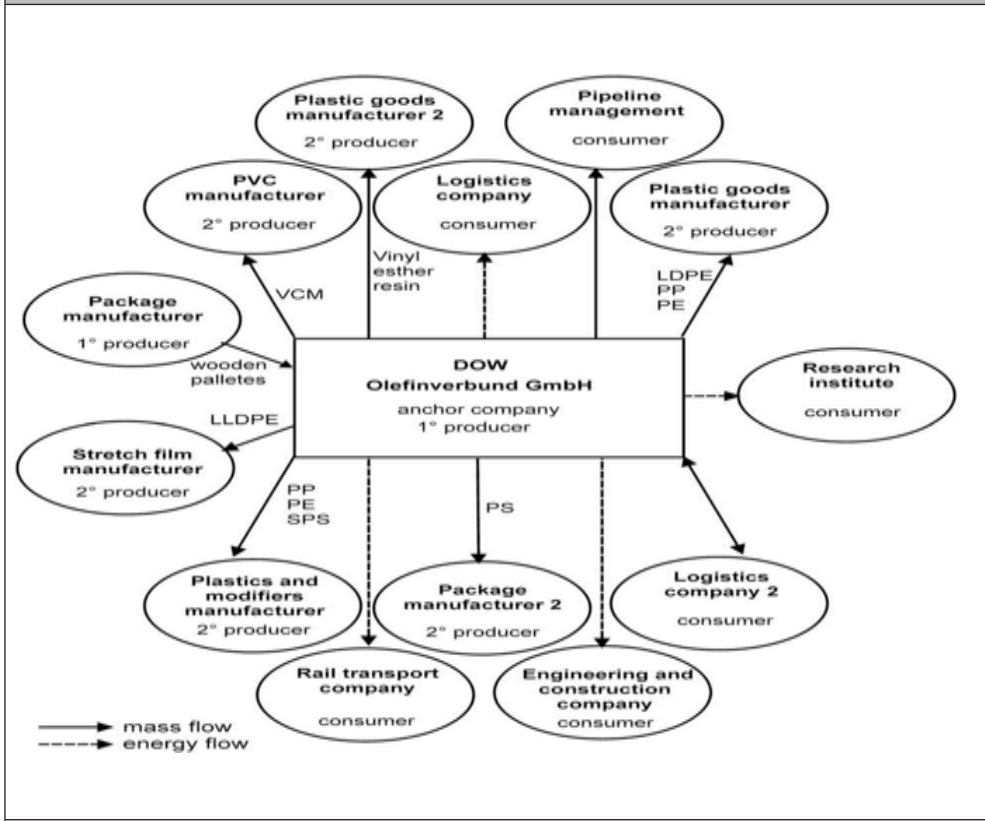 Plastic goods
manufacturer 2
2° producer
Pipeline
management
consumer
PVC
manufacturer
2° producer
Logistics
company
consumer
Plastic goods
manufacturer
2° producer
VCM
Vinyl
esther
resin
LDPE
PP
PE
Package
manufacturer
1° producer
wooden
palletes
DOW
Olefinverbund GmbH
anchor company
1° producer
Research
institute
consumer
LLDPE
Stretch film
manufacturer
2° producer
PP
PE
SPS
PS
Plastics and
modifiers
manufacturer
2° producer
Package
manufacturer 2
2° producer
Logistics
company 2
consumer
Rail transport
company
consumer
Engineering and
construction
company
consumer
mass flow
energy flow